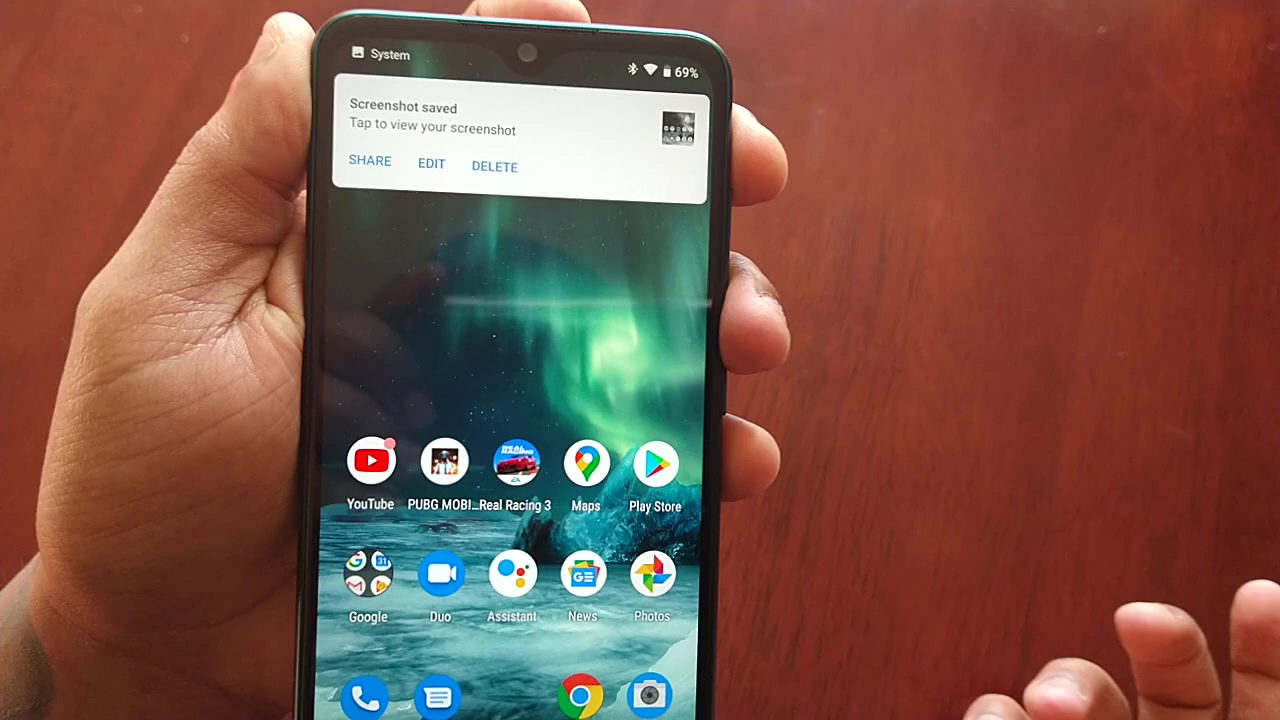 System
69%
Screenshot saved
Tap to view your screenshot
SHARE EDIT DELETE
YouTube PUBG MOBI... Real Racing 3 Maps Play Store
Google Duo Assistant News Photos